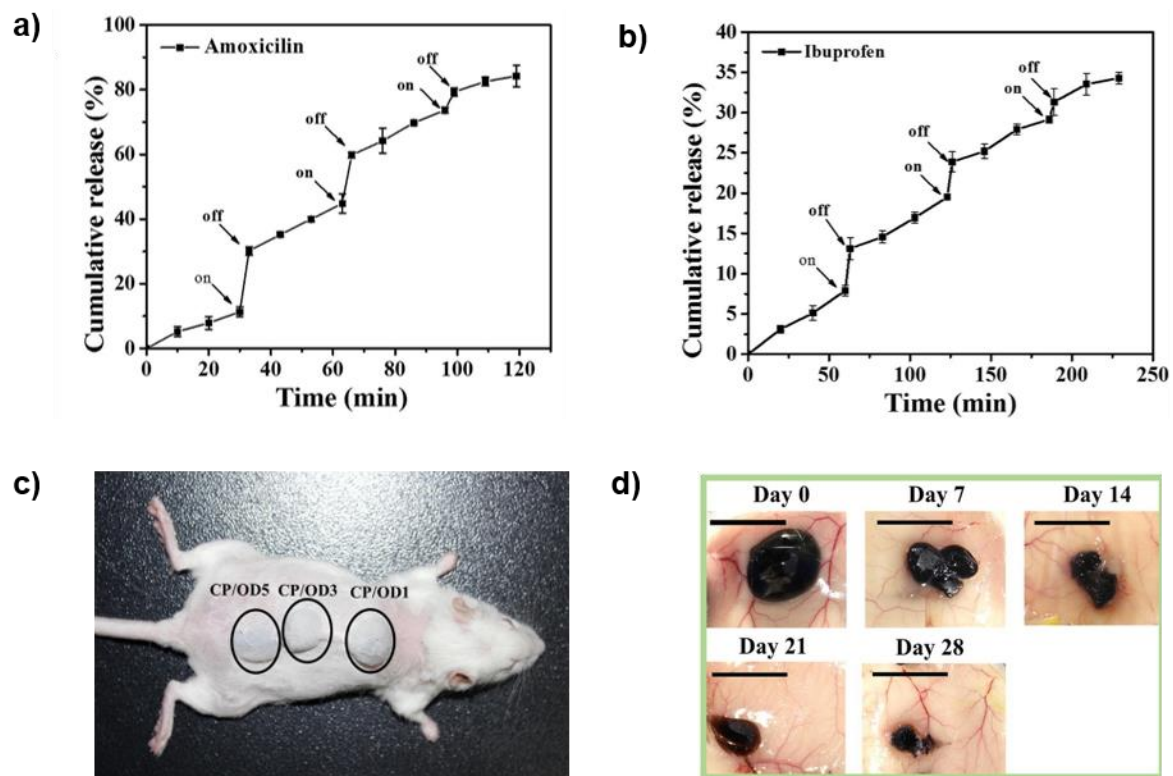 a)
Amoxicilin
Cumulative release (%)
100
80
60
40
20
0
on
off
on
off
on
off
0 20 40 60 80 100 120
Time (min)
b)
Ibuprofen
Cumulative release (%)
40
35
30
25
20
15
10
5
0
on
off
on
off
on
off
0 50 100 150 200 250
Time (min)
c)
CP/OD5 CP/OD3 CP/OD1
d)
Day 0 Day 7 Day 14
Day 21 Day 28